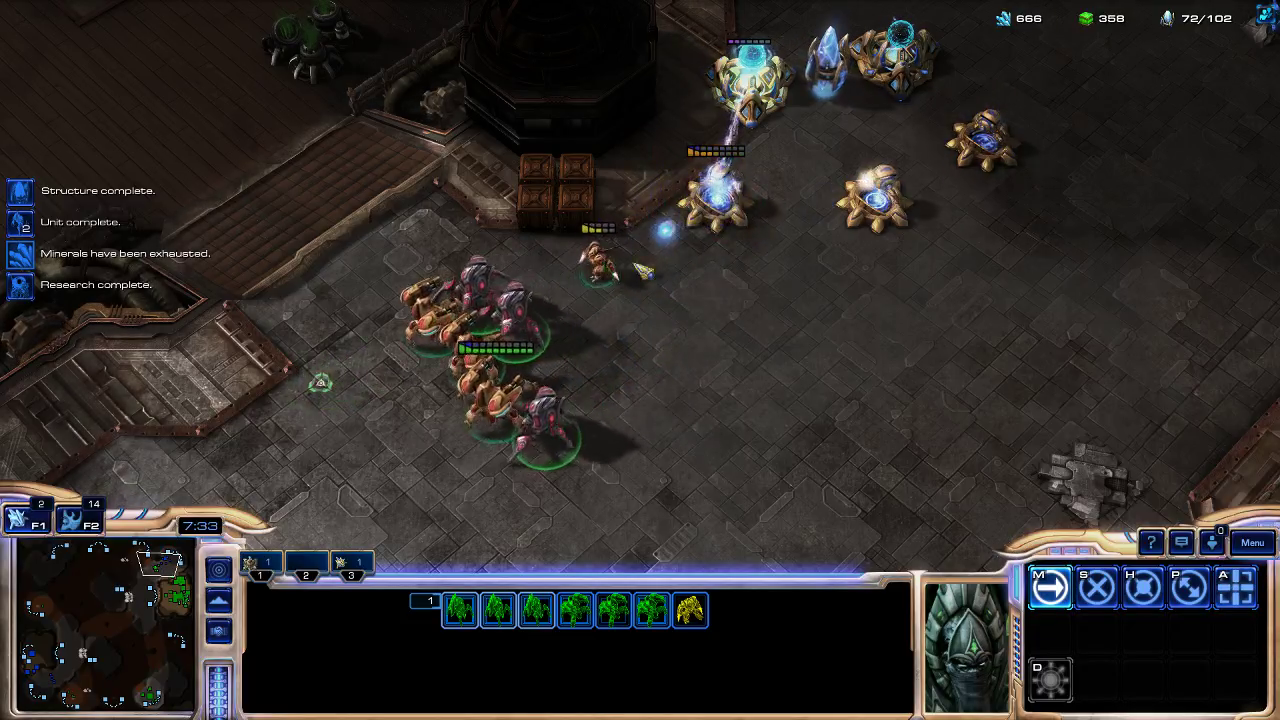 666 358 72/102
Structure complete.
2 Unit complete.
Minerals have been exhausted.
Research complete.
2 14
F1 F2
7:33
0
? Menu
1 1
1 2 3
1
M S H P A
D